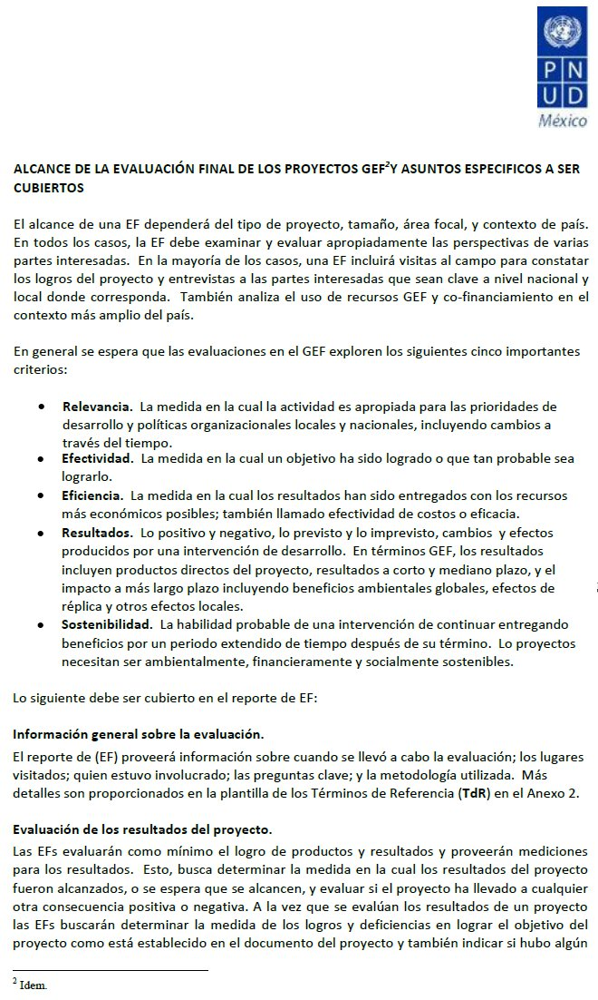 PN
UD
México
ALCANCE DE LA EVALUACIÓN FINAL DE LOS PROYECTOS GEF²Y ASUNTOS ESPECIFICOS A SER
CUBIERTOS
El alcance de una EF dependerá del tipo de proyecto, tamaño, área focal, y contexto de país.
En todos los casos, la EF debe examinar y evaluar apropiadamente las perspectivas de varias
partes interesadas. En la mayoría de los casos, una EF incluirá visitas al campo para constatar
los logros del proyecto y entrevistas a las partes interesadas que sean clave a nivel nacional y
local donde corresponda. También analiza el uso de recursos GEF y co-financiamiento en el
contexto más amplio del país.
En general se espera que las evaluaciones en el GEF exploren los siguientes cinco importantes
criterios:
• Relevancia. La medida en la cual la actividad es apropiada para las prioridades de
desarrollo y políticas organizacionales locales y nacionales, incluyendo cambios a
través del tiempo.
• Efectividad. La medida en la cual un objetivo ha sido logrado o que tan probable sea
lograrlo.
• Eficiencia. La medida en la cual los resultados han sido entregados con los recursos
más económicos posibles; también llamado efectividad de costos o eficacia.
• Resultados. Lo positivo y negativo, lo previsto y lo imprevisto, cambios y efectos
producidos por una intervención de desarrollo. En términos GEF, los resultados
incluyen productos directos del proyecto, resultados a corto y mediano plazo, y el
impacto a más largo plazo incluyendo beneficios ambientales globales, efectos de
réplica y otros efectos locales.
• Sostenibilidad. La habilidad probable de una intervención de continuar entregando
beneficios por un periodo extendido de tiempo después de su término. Lo proyectos
necesitan ser ambientalmente, financieramente y socialmente sostenibles.
Lo siguiente debe ser cubierto en el reporte de EF:
Información general sobre la evaluación.
El reporte de (EF) proveerá información sobre cuando se llevó a cabo la evaluación; los lugares
visitados; quien estuvo involucrado; las preguntas clave; y la metodología utilizada. Más
detalles son proporcionados en la plantilla de los Términos de Referencia (TdR) en el Anexo 2.
Evaluación de los resultados del proyecto.
Las EFs evaluarán como mínimo el logro de productos y resultados y proveerán mediciones
para los resultados. Esto, busca determinar la medida en la cual los resultados del proyecto
fueron alcanzados, o se espera que se alcancen, y evaluar si el proyecto ha llevado a cualquier
otra consecuencia positiva o negativa. A la vez que se evalúan los resultados de un proyecto
las EFs buscarán determinar la medida de los logros y deficiencias en lograr el objetivo del
proyecto como está establecido en el documento del proyecto y también indicar si hubo algún
² Idem.